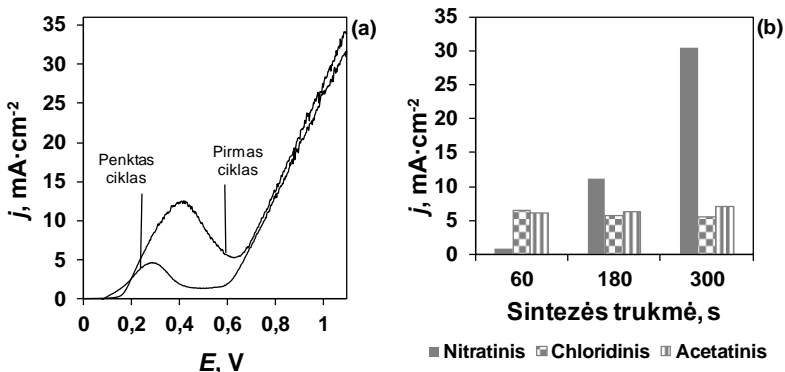 (a)
35
30
25
20
15
10
5
0
j, mA·cm-2
Penktas ciklas
Pirmas ciklas
0 0,2 0,4 0,6 0,8 1
E, V
(b)
35
30
25
20
15
10
5
0
j, mA·cm-2
60 180 300
Sintezės trukmė, s
Nitratinis Chloridinis Acetatinis